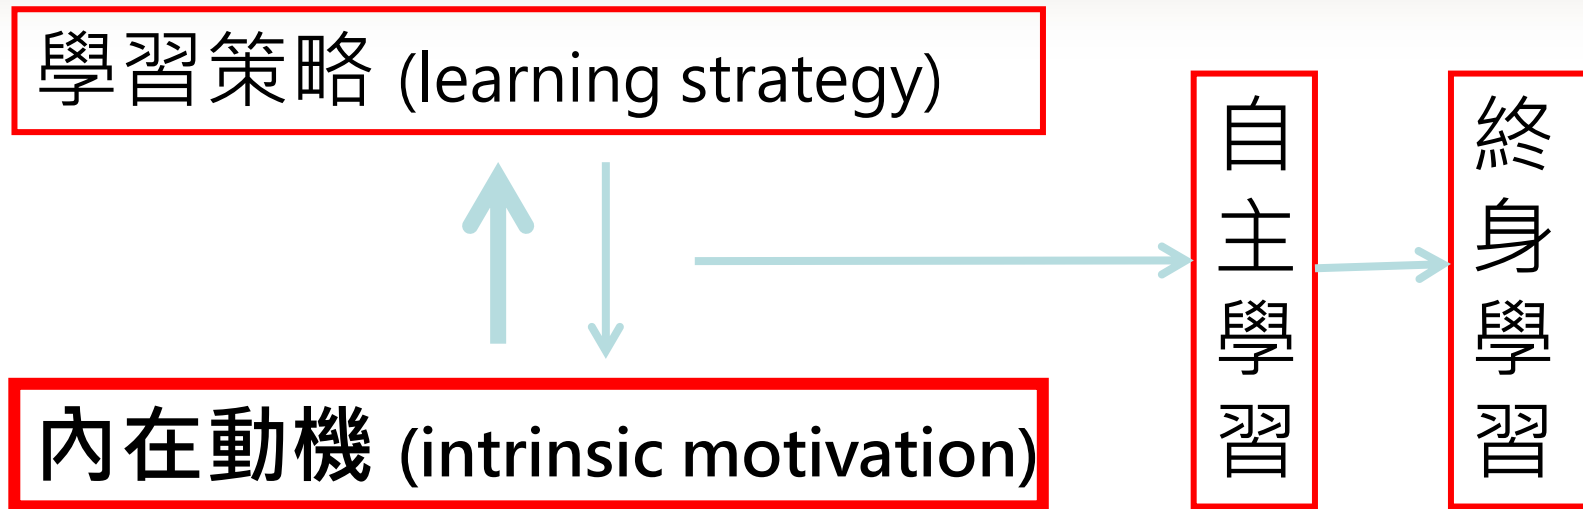 學習策略 (learning strategy)
內在動機 (intrinsic motivation)
自主學習
終身學習